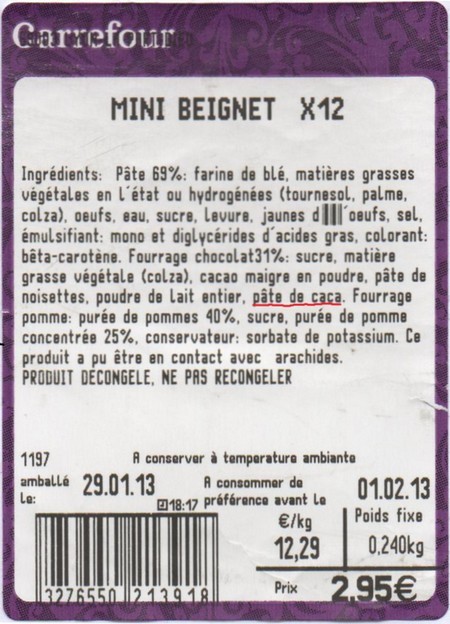 Carrefour
MINI BEIGNET X12
Ingrédients: Pâte 69%: farine de blé, matières grasses
végétales en l'état ou hydrogénées (tournesol, palme,
colza), oeufs, eau, sucre, levure, jaunes d'oeufs, sel,
émulsifiant: mono et diglycérides d'acides gras, colorant:
bêta-carotène. Fourrage chocolat31%: sucre, matière
grasse végétale (colza), cacao maigre en poudre, pâte de
noisettes, poudre de lait entier, pâte de caca. Fourrage
pomme: purée de pommes 40%, sucre, purée de pomme
concentrée 25%, conservateur: sorbate de potassium. Ce
produit a pu être en contact avec arachides.
PRODUIT DECONGELE, NE PAS RECONGELER
1197 A conserver à température ambiante
emballé Le: 29.01.13 18:17
A consommer de préférence avant le 01.02.13
€/kg Poids fixe
12,29 0,240kg
Prix 2,95€
3276550 213918